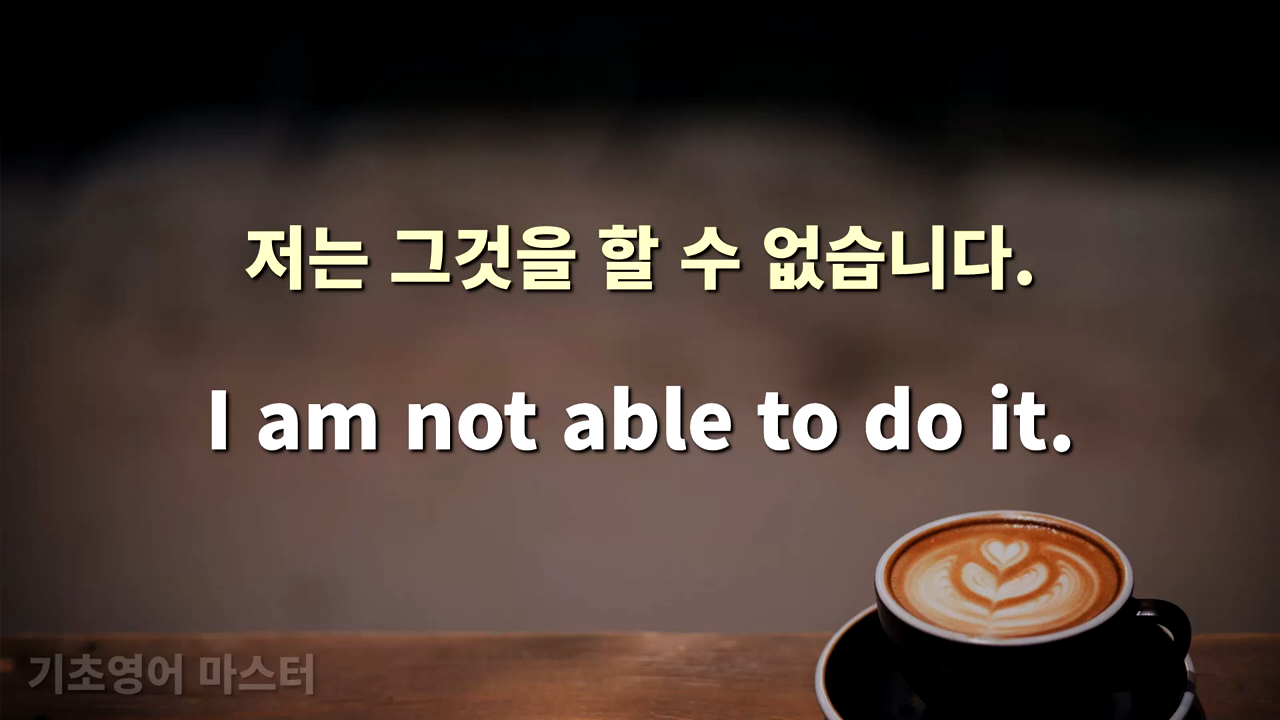 저는 그것을 할 수 없습니다.
I am not able to do it.
기초영어 마스터